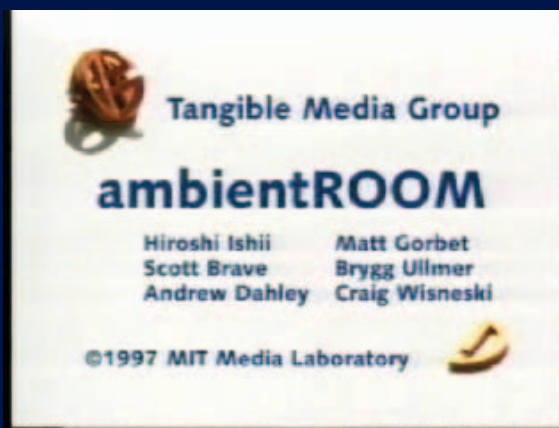 Tangible Media Group
ambientROOM
Hiroshi Ishii Matt Gorbet
Scott Brave Brygg Ullmer
Andrew Dahley Craig Wisneski
©1997 MIT Media Laboratory